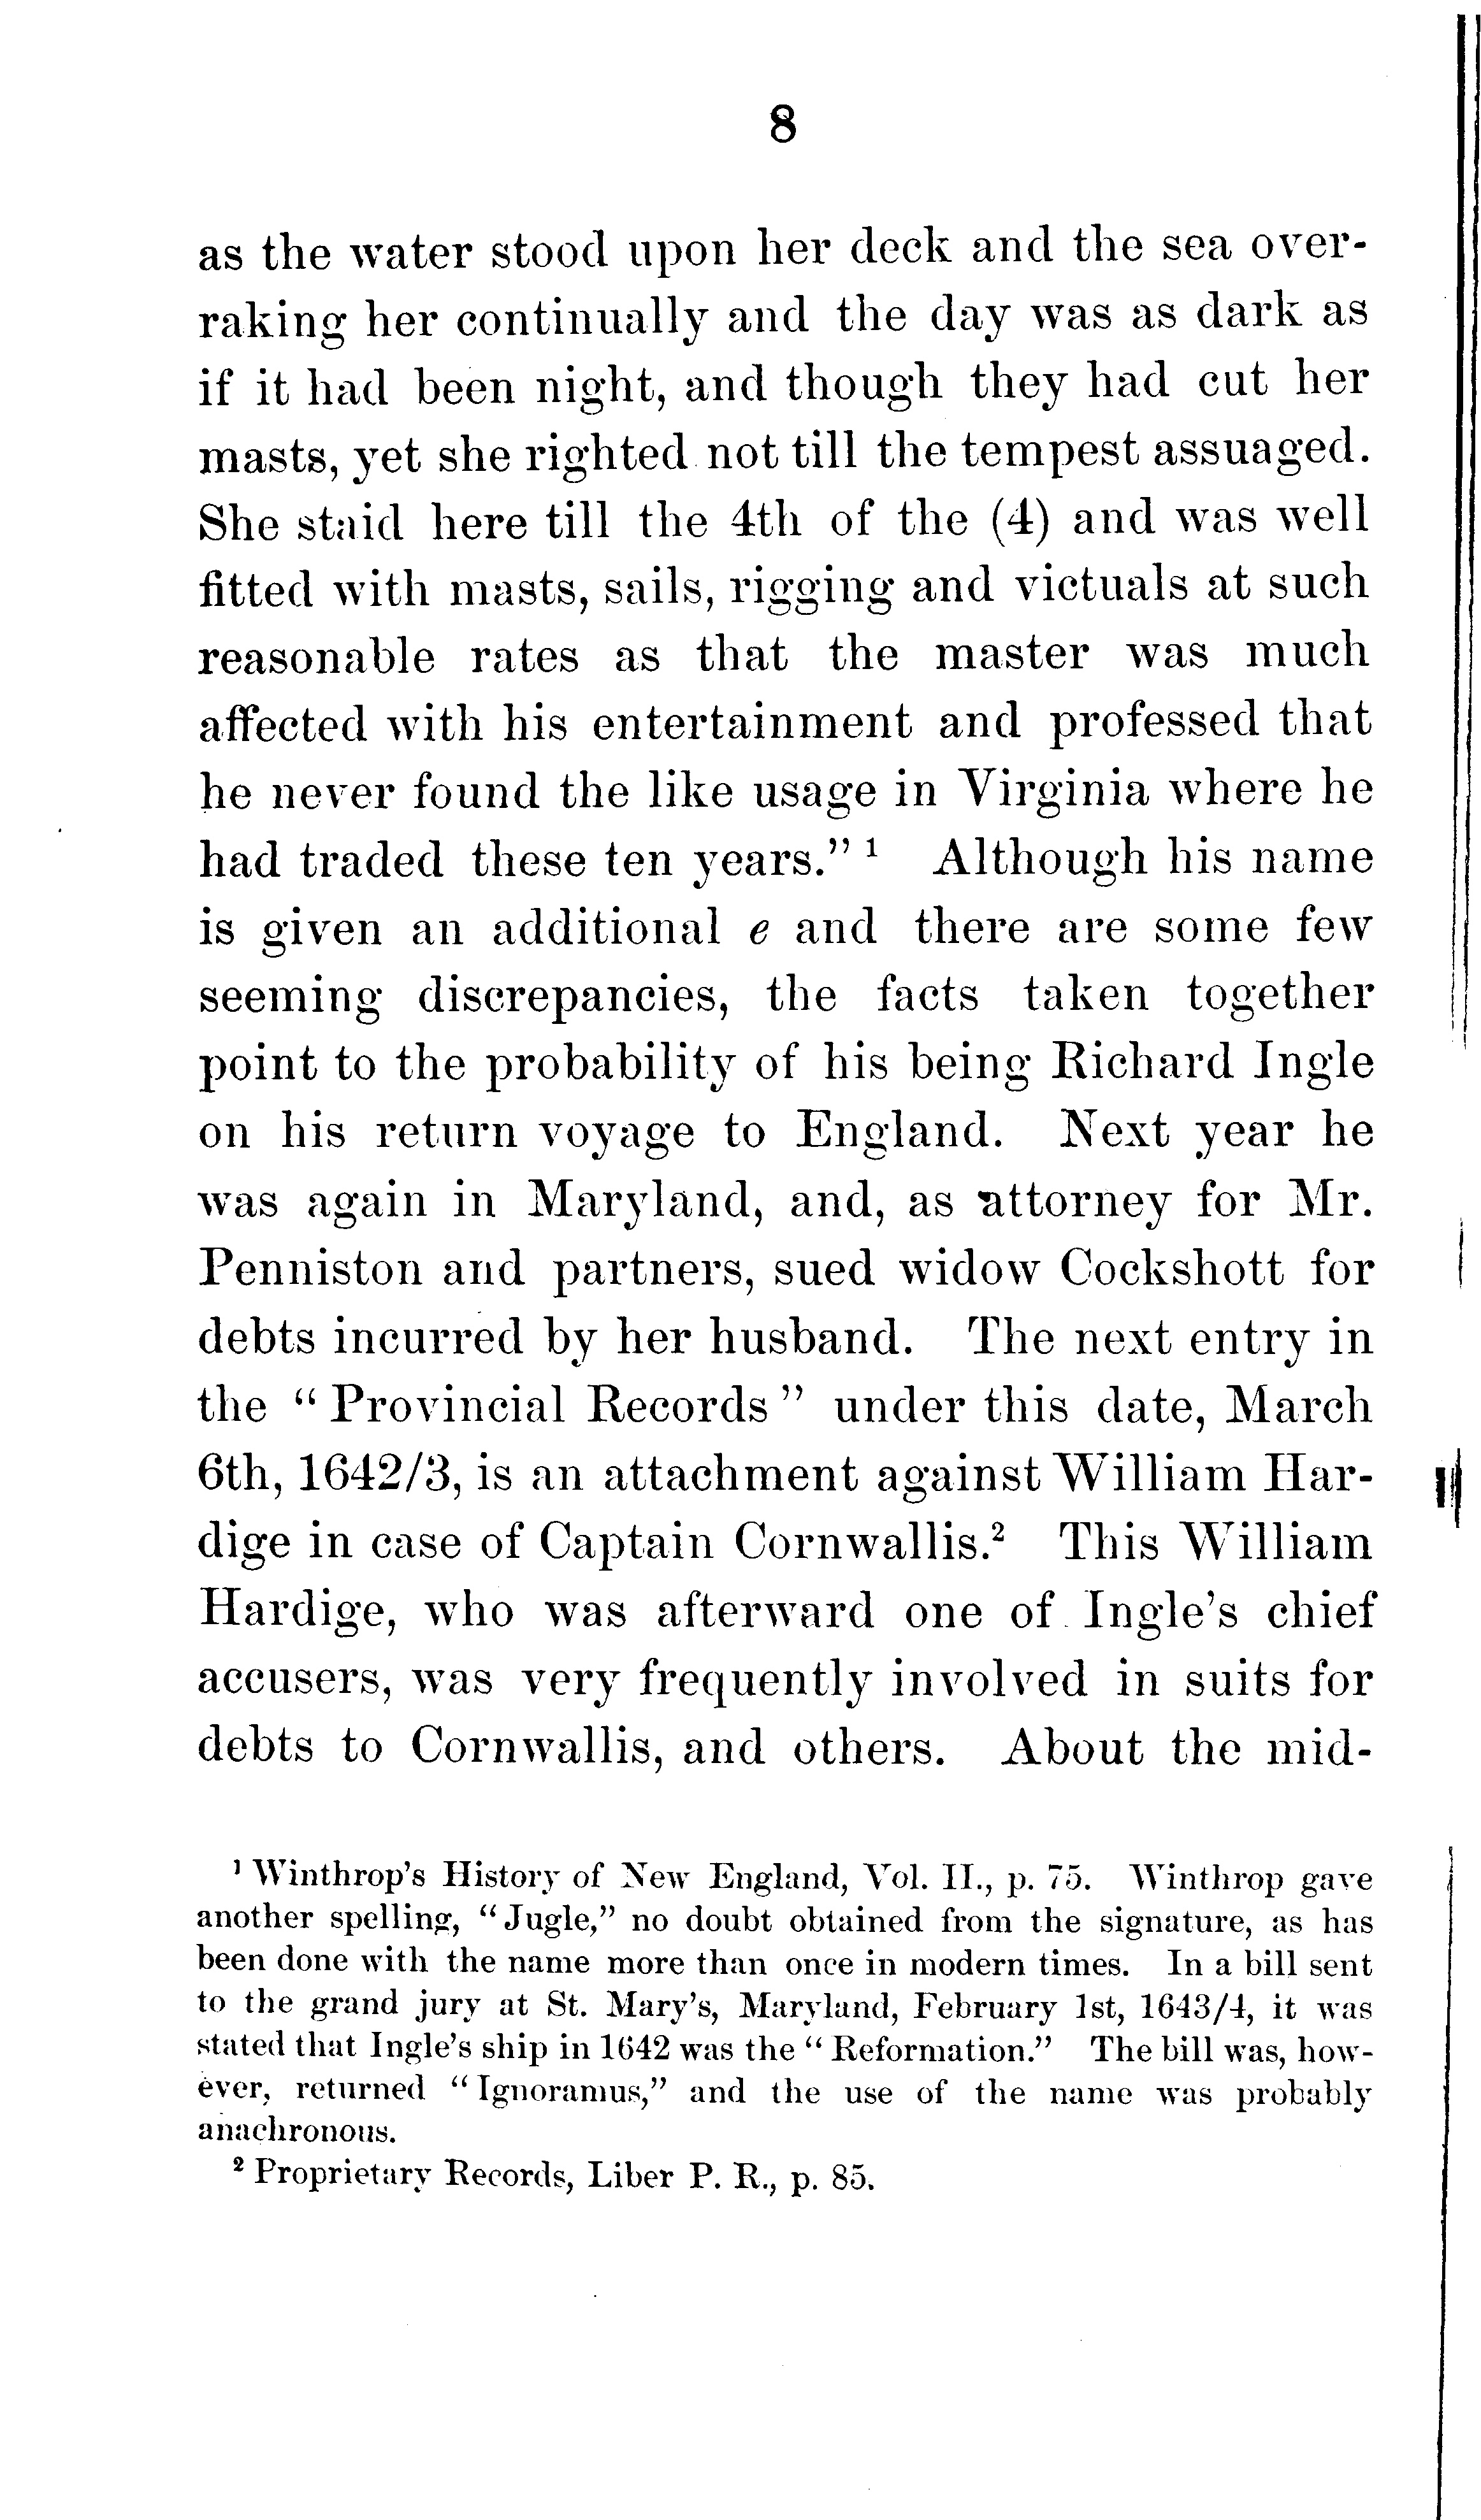 8
as the water stood upon her deck and the sea over-
raking her continually and the day was as dark as
if it had been night, and though they had cut her
masts, yet she righted not till the tempest assuaged.
She staid here till the 4th of the (4) and was well
fitted with masts, sails, rigging and victuals at such
reasonable rates as that the master was much
affected with his entertainment and professed that
he never found the like usage in Virginia where he
had traded these ten years." ¹ Although his name
is given an additional e and there are some few
seeming discrepancies, the facts taken together
point to the probability of his being Richard Ingle
on his return voyage to England. Next year he
was again in Maryland, and, as attorney for Mr.
Penniston and partners, sued widow Cockshott for
debts incurred by her husband. The next entry in
the " Provincial Records " under this date, March
6th, 1642/3, is an attachment against William Har-
dige in case of Captain Cornwallis.² This William
Hardige, who was afterward one of Ingle's chief
accusers, was very frequently involved in suits for
debts to Cornwallis, and others. About the mid-
¹ Winthrop's History of New England, Vol. II., p. 75. Winthrop gave
another spelling, "Jugle," no doubt obtained from the signature, as has
been done with the name more than once in modern times. In a bill sent
to the grand jury at St. Mary's, Maryland, February 1st, 1643/4, it was
stated that Ingle's ship in 1642 was the " Reformation." The bill was, how-
ever, returned "Ignoramus," and the use of the name was probably
anachronous.
² Proprietary Records, Liber P. R., p. 85.